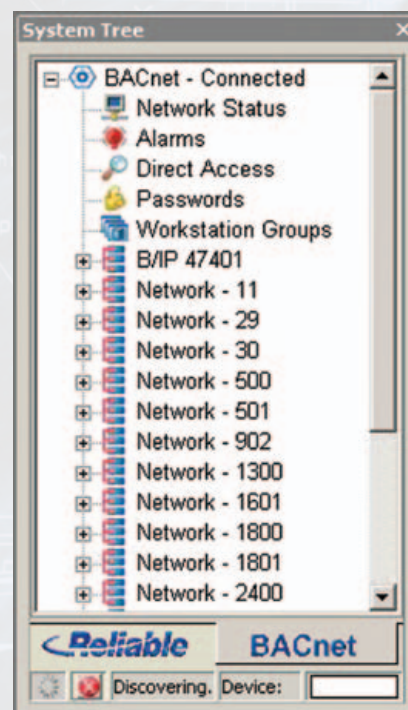 System Tree
BACnet - Connected
Network Status
Alarms
Direct Access
Passwords
Workstation Groups
B/IP 47401
Network - 11
Network - 29
Network - 30
Network - 500
Network - 501
Network - 902
Network - 1300
Network - 1601
Network - 1800
Network - 1801
Network - 2400
Reliable BACnet
Discovering. Device: